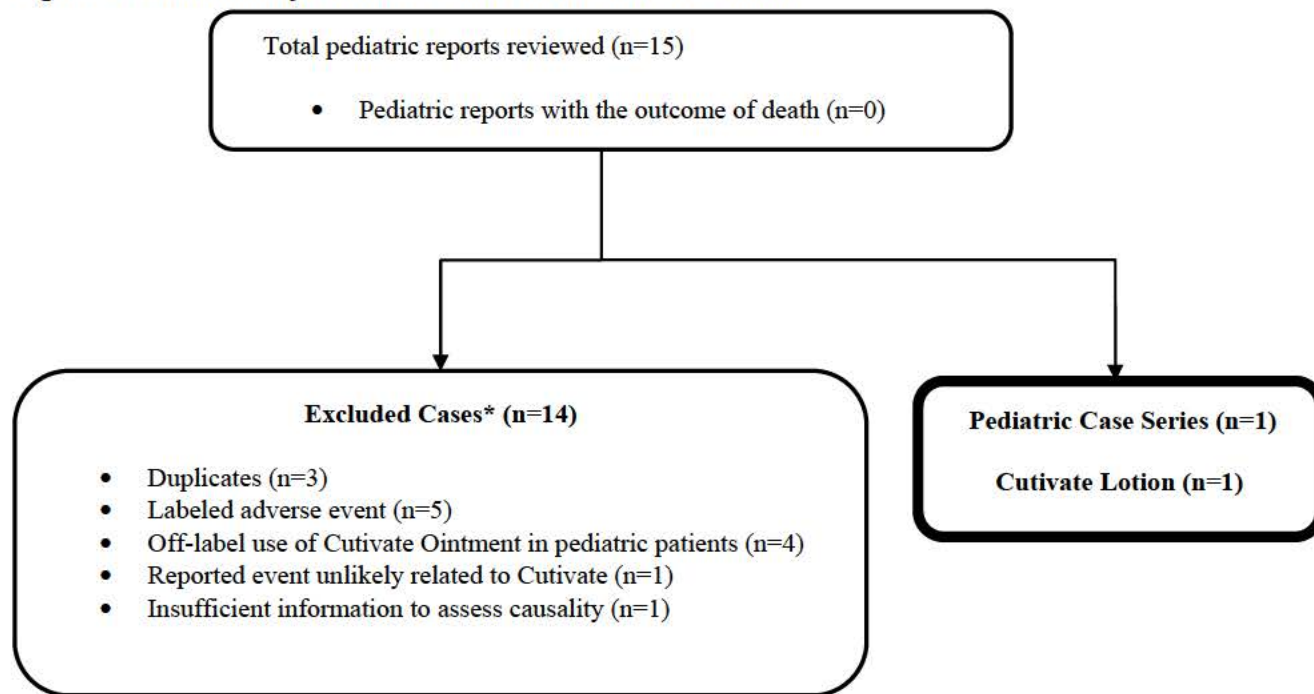 Total pediatric reports reviewed (n=15)
• Pediatric reports with the outcome of death (n=0)
Excluded Cases* (n=14)
• Duplicates (n=3)
• Labeled adverse event (n=5)
• Off-label use of Cutivate Ointment in pediatric patients (n=4)
• Reported event unlikely related to Cutivate (n=1)
• Insufficient information to assess causality (n=1)
Pediatric Case Series (n=1)
Cutivate Lotion (n=1)